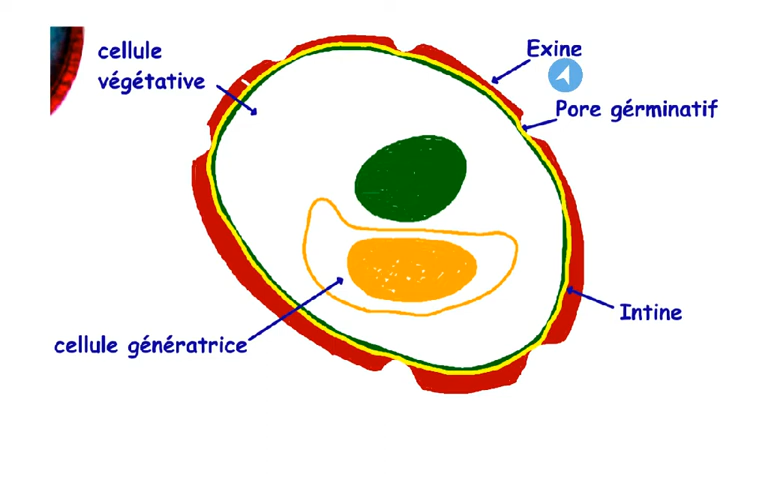 cellule
végétative
Exine
Pore gérminatif
Intine
cellule génératrice